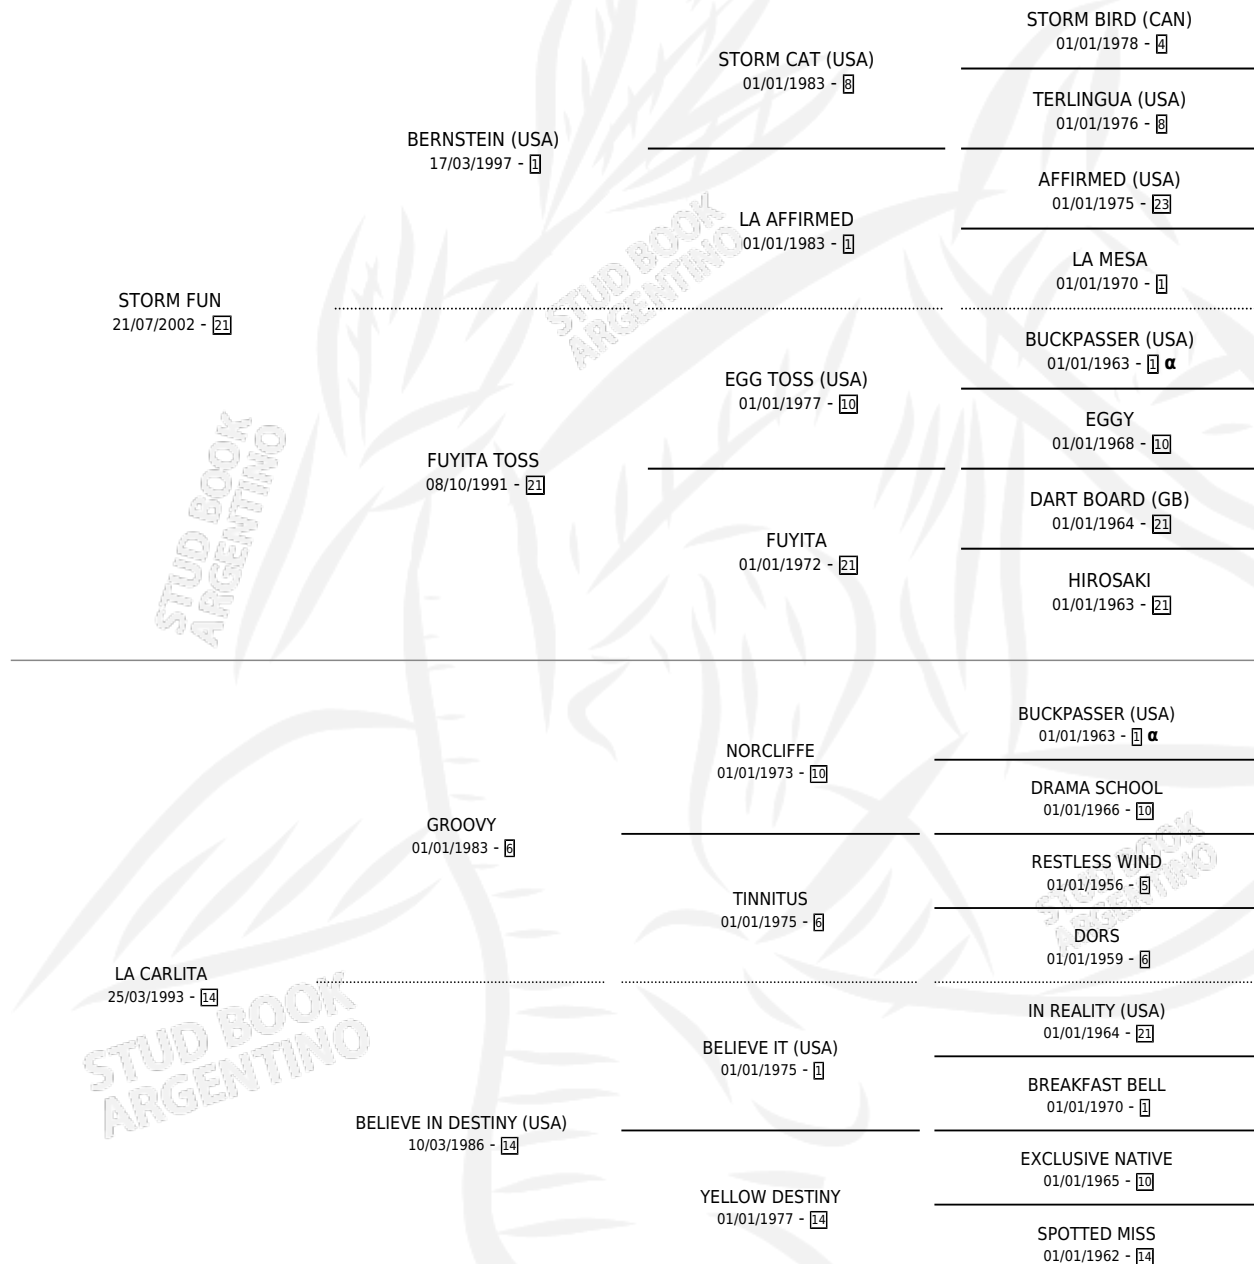 STORM BIRD (CAN)
01/01/1978 - 4
STORM CAT (USA)
01/01/1983 - 8
TERLINGUA (USA)
01/01/1976 - 8
BERNSTEIN (USA)
17/03/1997 - 1
AFFIRMED (USA)
01/01/1975 - 23
LA AFFIRMED
01/01/1983 - 1
LA MESA
01/01/1970 - 1
STORM FUN
21/07/2002 - 21
BUCKPASSER (USA)
01/01/1963 - 1 α
EGG TOSS (USA)
01/01/1977 - 10
EGGY
01/01/1968 - 10
FUYITA TOSS
08/10/1991 - 21
DART BOARD (GB)
01/01/1964 - 21
FUYITA
01/01/1972 - 21
HIROSAKI
01/01/1963 - 21
BUCKPASSER (USA)
01/01/1963 - 1 α
NORCLIFFE
01/01/1973 - 10
DRAMA SCHOOL
01/01/1966 - 10
GROOVY
01/01/1983 - 6
RESTLESS WIND
01/01/1956 - 5
TINNITUS
01/01/1975 - 6
DORS
01/01/1959 - 6
LA CARLITA
25/03/1993 - 14
IN REALITY (USA)
01/01/1964 - 21
BELIEVE IT (USA)
01/01/1975 - 1
BREAKFAST BELL
01/01/1970 - 1
BELIEVE IN DESTINY (USA)
10/03/1986 - 14
EXCLUSIVE NATIVE
01/01/1965 - 10
YELLOW DESTINY
01/01/1977 - 14
SPOTTED MISS
01/01/1962 - 14
STUD BOOK
ARGENTINO
STUD BOOK
ARGENTINO
STUD BOOK
ARGENTINO
STUD BOOK
ARGENTINO